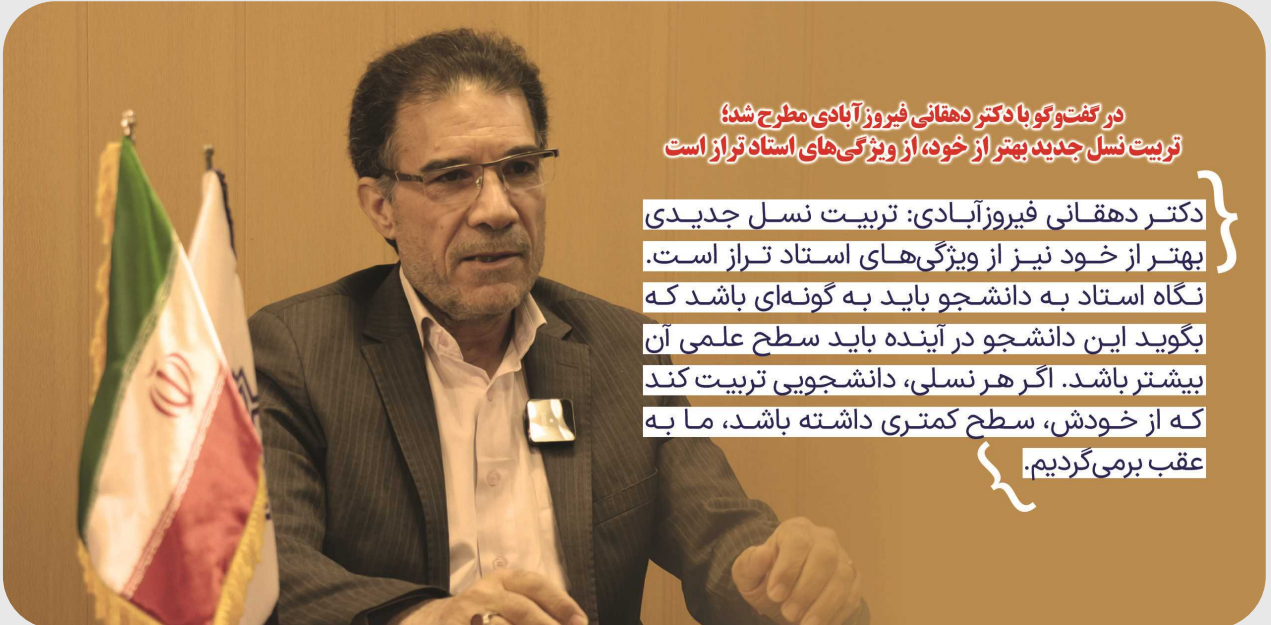 در گفت‌وگو با دکتر دهقانی فیروزآبادی مطرح شد؛
تربیت نسل جدید بهتر از خود، از ویژگی‌های استاد تراز است
دکتر دهقانی فیروزآبادی: تربیت نسل جدیدی
بهتر از خود نیز از ویژگی‌های استاد تراز است.
نگاه استاد به دانشجو باید به گونه‌ای باشد که
بگوید این دانشجو در آینده باید سطح علمی آن
بیشتر باشد. اگر هر نسلی، دانشجویی تربیت کند
که از خودش، سطح کمتری داشته باشد، ما به
عقب برمی‌گردیم.